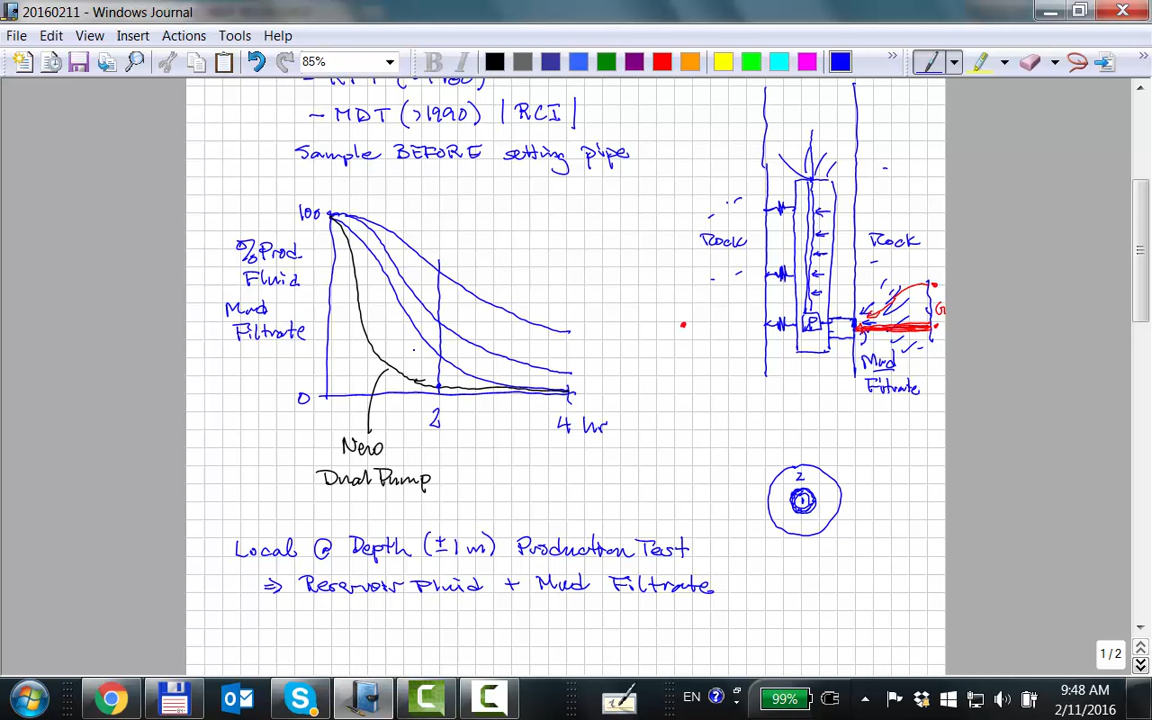 20160211 - Windows Journal
File Edit View Insert Actions Tools Help
85%
B I
- MDT (>1990) | RCI |
Sample BEFORE setting pipe
100
% Prod
Fluid
Mud
Filtrate
0
2
4 hr
New
Dual Pump
Rock
Rock
P
G
Mud
Filtrate
2
1
Local @ Depth (±1m) Production Test
⇒ Reservoir Fluid + Mud Filtrate
1 / 2
EN
99%
9:48 AM
2/11/2016